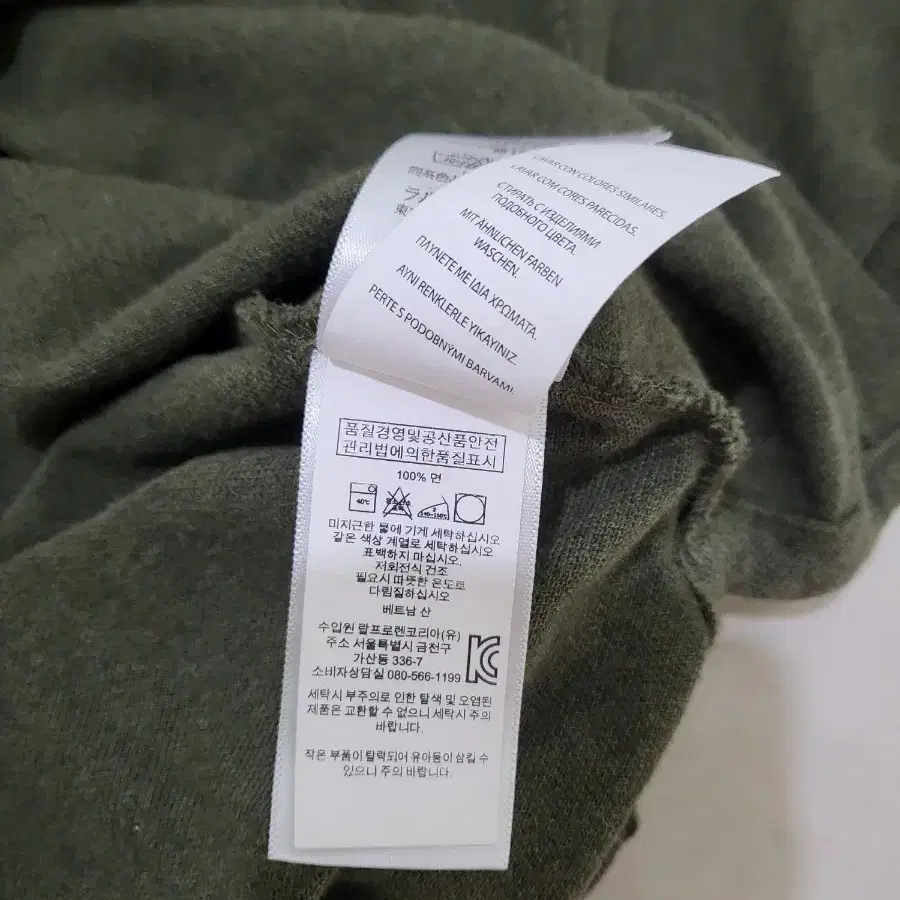 LAVAR CON COLORES SIMILARES.
LAVAR COM CORES PARECIDAS.
СТИРАТЬ С ИЗДЕЛИЯМИ
ПОДОБНОГО ЦВЕТА.
MIT ÄHNLICHEN FARBEN
WASCHEN.
ΠΛΥΝΕΤΕ ΜΕ ΙΔΙΑ ΧΡΩΜΑΤΑ.
AYNI RENKLERLE YIKAYINIZ.
PERTE S PODOBNÝMI BARVAMI.
同系色
ラ
東
품질경영및공산품안전
관리법에의한품질표시
100% 면
40℃
미지근한 물에 기계 세탁하십시오
같은 색상 계열로 세탁하십시오
표백하지 마십시오.
저회전식 건조
필요시 따뜻한 온도로
다림질하십시오
베트남 산
수입원 랄프로렌코리아(유)
주소 서울특별시 금천구
가산동 336-7
소비자상담실 080-566-1199
세탁시 부주의로 인한 탈색 및 오염된
제품은 교환할 수 없으니 세탁시 주의
바랍니다.
작은 부품이 탈락되어 유아동이 삼킬 수
있으니 주의 바랍니다.